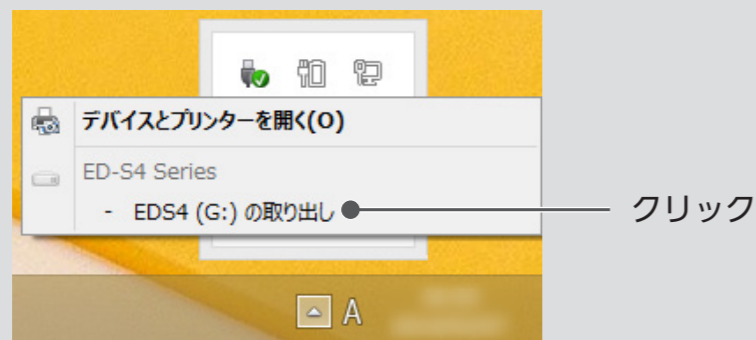 デバイスとプリンターを開く(O)
ED-S4 Series
- EDS4 (G:) の取り出し
クリック
A